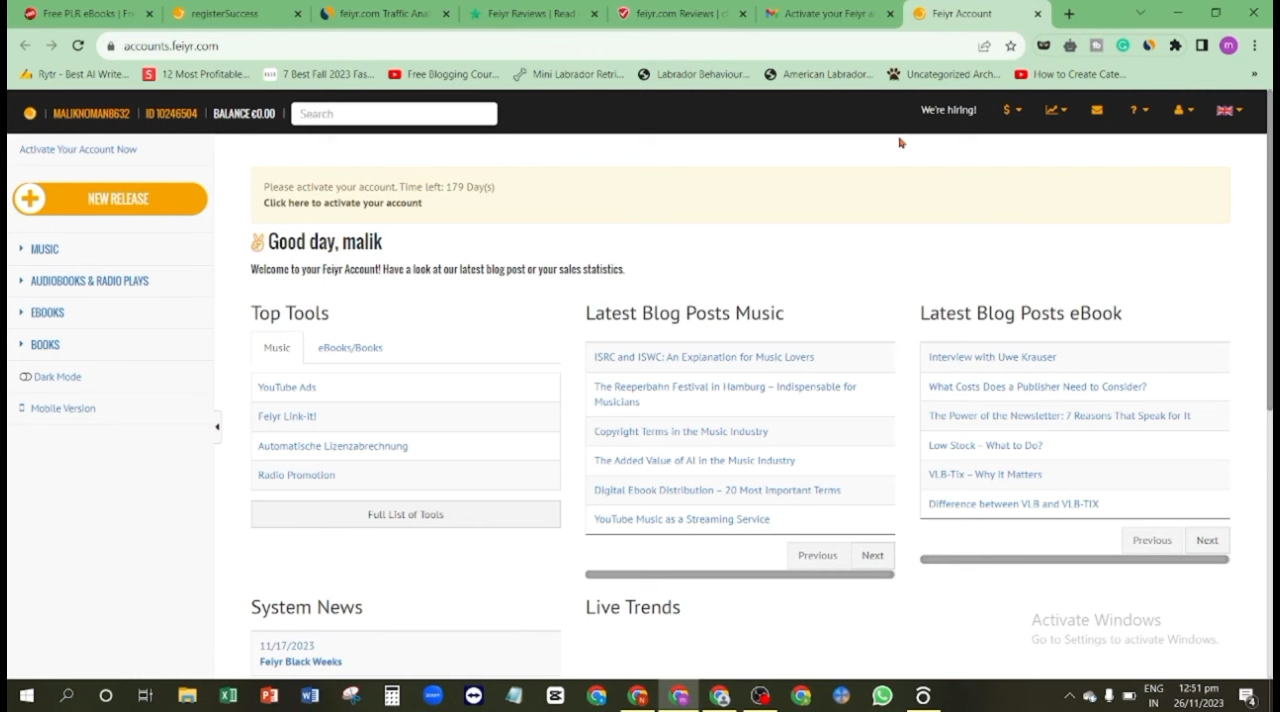 Free PLR eBooks | Fre
registerSuccess
feiyr.com Traffic Anal
Feiyr Reviews | Read
feiyr.com Reviews | cl
Activate your Feiyr a
Feiyr Account
accounts.feiyr.com
Rytr - Best AI Write...
12 Most Profitable...
7 Best Fall 2023 Fas...
Free Blogging Cour...
Mini Labrador Retri...
Labrador Behaviour...
American Labrador...
Uncategorized Arch...
How to Create Cate...
»
MALIKNOMAN8632 | ID 10246504 | BALANCE €0.00 |
Search
We're hiring!
$
?
Activate Your Account Now
NEW RELEASE
MUSIC
AUDIOBOOKS & RADIO PLAYS
EBOOKS
BOOKS
Dark Mode
Mobile Version
Please activate your account. Time left: 179 Day(s)
Click here to activate your account
Good day, malik
Welcome to your Feiyr Account! Have a look at our latest blog post or your sales statistics.
Top Tools
Music
eBooks/Books
YouTube Ads
Feiyr Link-it!
Automatische Lizenzabrechnung
Radio Promotion
Full List of Tools
Latest Blog Posts Music
ISRC and ISWC: An Explanation for Music Lovers
The Reeperbahn Festival in Hamburg – Indispensable for
Musicians
Copyright Terms in the Music Industry
The Added Value of AI in the Music Industry
Digital Ebook Distribution – 20 Most Important Terms
YouTube Music as a Streaming Service
Previous
Next
Latest Blog Posts eBook
Interview with Uwe Krauser
What Costs Does a Publisher Need to Consider?
The Power of the Newsletter: 7 Reasons That Speak for It
Low Stock – What to Do?
VLB-Tix – Why It Matters
Difference between VLB and VLB-TIX
Previous
Next
System News
11/17/2023
Feiyr Black Weeks
Live Trends
Activate Windows
Go to Settings to activate Windows.
ENG
IN
12:51 pm
26/11/2023
4